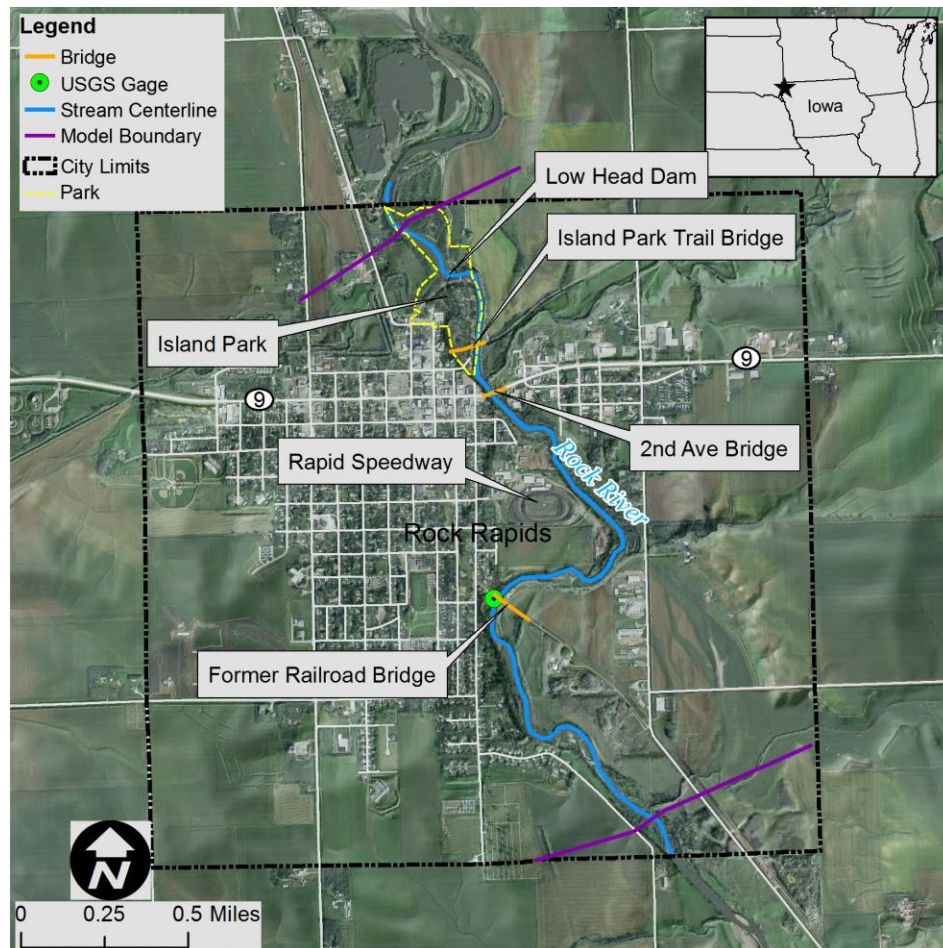 Legend
Bridge
USGS Gage
Stream Centerline
Model Boundary
City Limits
Park
Iowa
Low Head Dam
Island Park Trail Bridge
Island Park
9
9
2nd Ave Bridge
Rapid Speedway
Rock River
Rock Rapids
Former Railroad Bridge
N
0 0.25 0.5 Miles